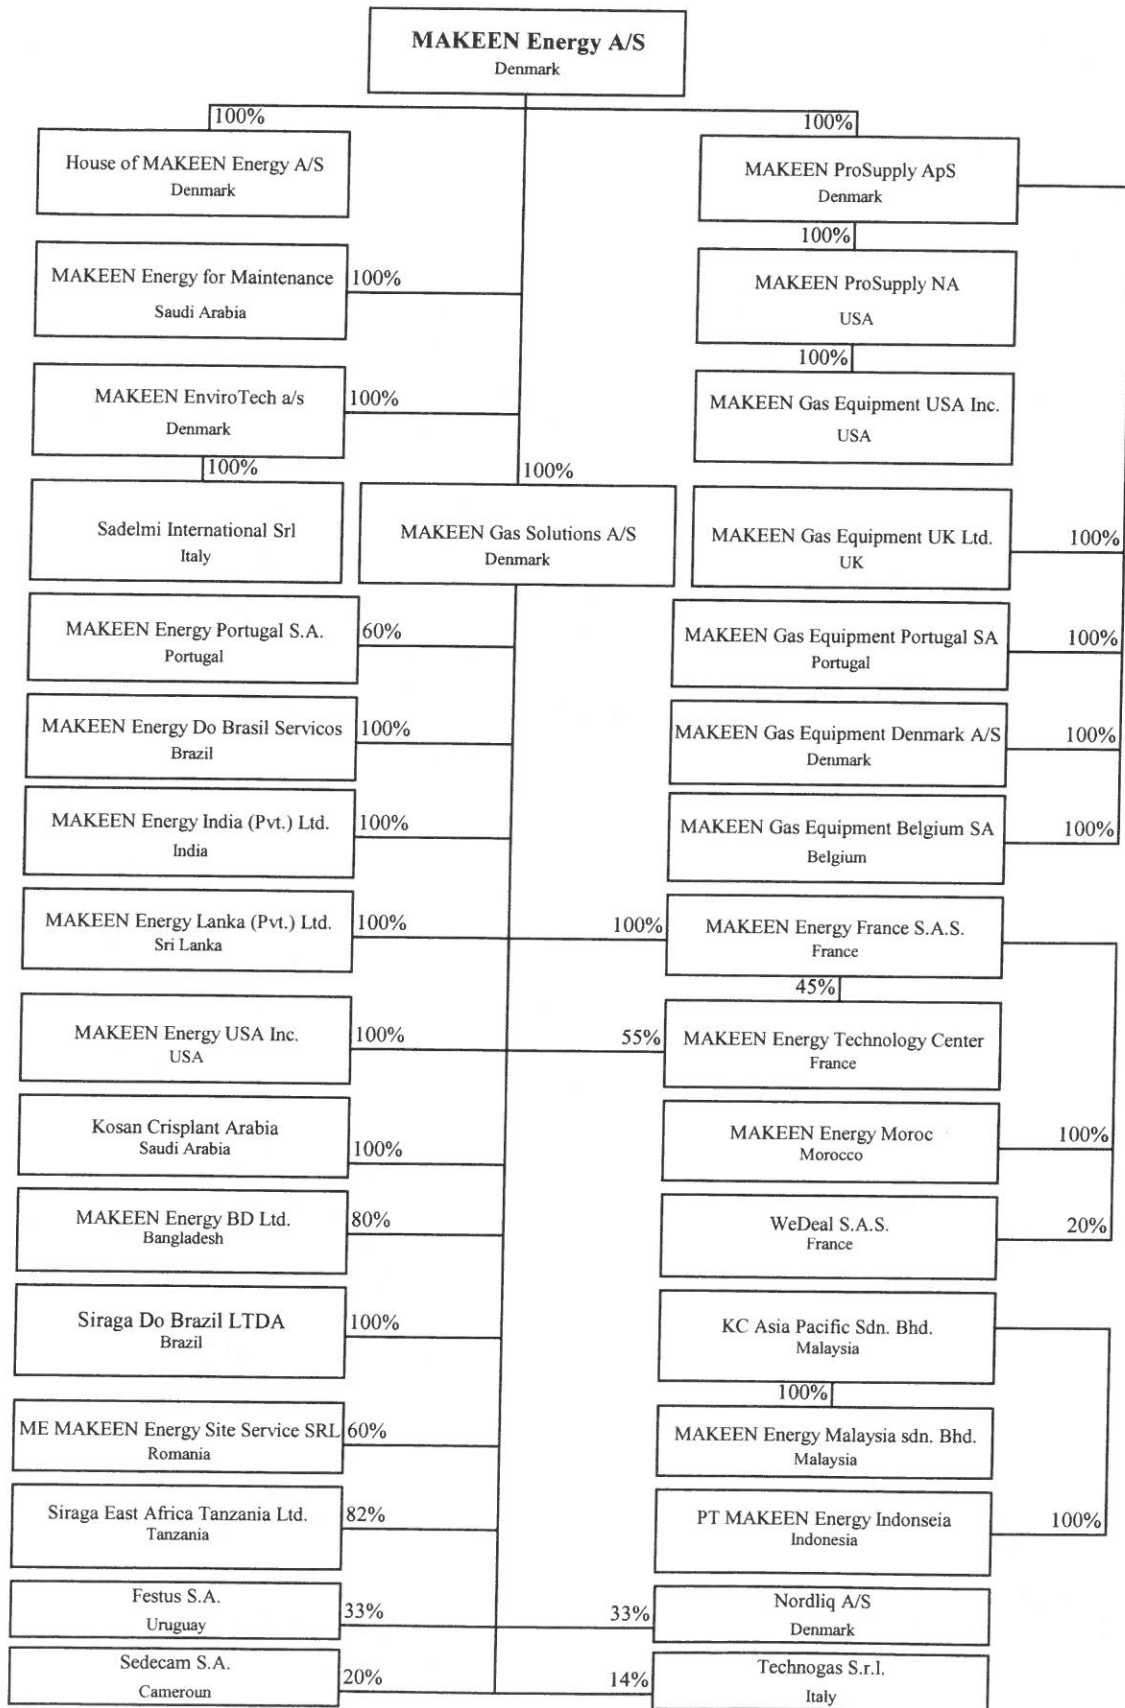 MAKEEN Energy A/S
Denmark
100%
100%
House of MAKEEN Energy A/S
Denmark
MAKEEN ProSupply ApS
Denmark
100%
MAKEEN Energy for Maintenance
Saudi Arabia
100%
MAKEEN ProSupply NA
USA
100%
MAKEEN EnviroTech a/s
Denmark
100%
MAKEEN Gas Equipment USA Inc.
USA
100%
100%
Sadelmi International Srl
Italy
MAKEEN Gas Solutions A/S
Denmark
MAKEEN Gas Equipment UK Ltd.
UK
100%
MAKEEN Energy Portugal S.A.
Portugal
60%
MAKEEN Gas Equipment Portugal SA
Portugal
100%
MAKEEN Energy Do Brasil Servicos
Brazil
100%
MAKEEN Gas Equipment Denmark A/S
Denmark
100%
MAKEEN Energy India (Pvt.) Ltd.
India
100%
MAKEEN Gas Equipment Belgium SA
Belgium
100%
MAKEEN Energy Lanka (Pvt.) Ltd.
Sri Lanka
100%
100%
MAKEEN Energy France S.A.S.
France
45%
MAKEEN Energy USA Inc.
USA
100%
55%
MAKEEN Energy Technology Center
France
Kosan Crisplant Arabia
Saudi Arabia
100%
MAKEEN Energy Moroc
Morocco
100%
MAKEEN Energy BD Ltd.
Bangladesh
80%
WeDeal S.A.S.
France
20%
Siraga Do Brazil LTDA
Brazil
100%
KC Asia Pacific Sdn. Bhd.
Malaysia
100%
ME MAKEEN Energy Site Service SRL
Romania
60%
MAKEEN Energy Malaysia sdn. Bhd.
Malaysia
Siraga East Africa Tanzania Ltd.
Tanzania
82%
PT MAKEEN Energy Indonseia
Indonesia
100%
Festus S.A.
Uruguay
33%
33%
Nordliq A/S
Denmark
Sedecam S.A.
Cameroun
20%
14%
Technogas S.r.l.
Italy